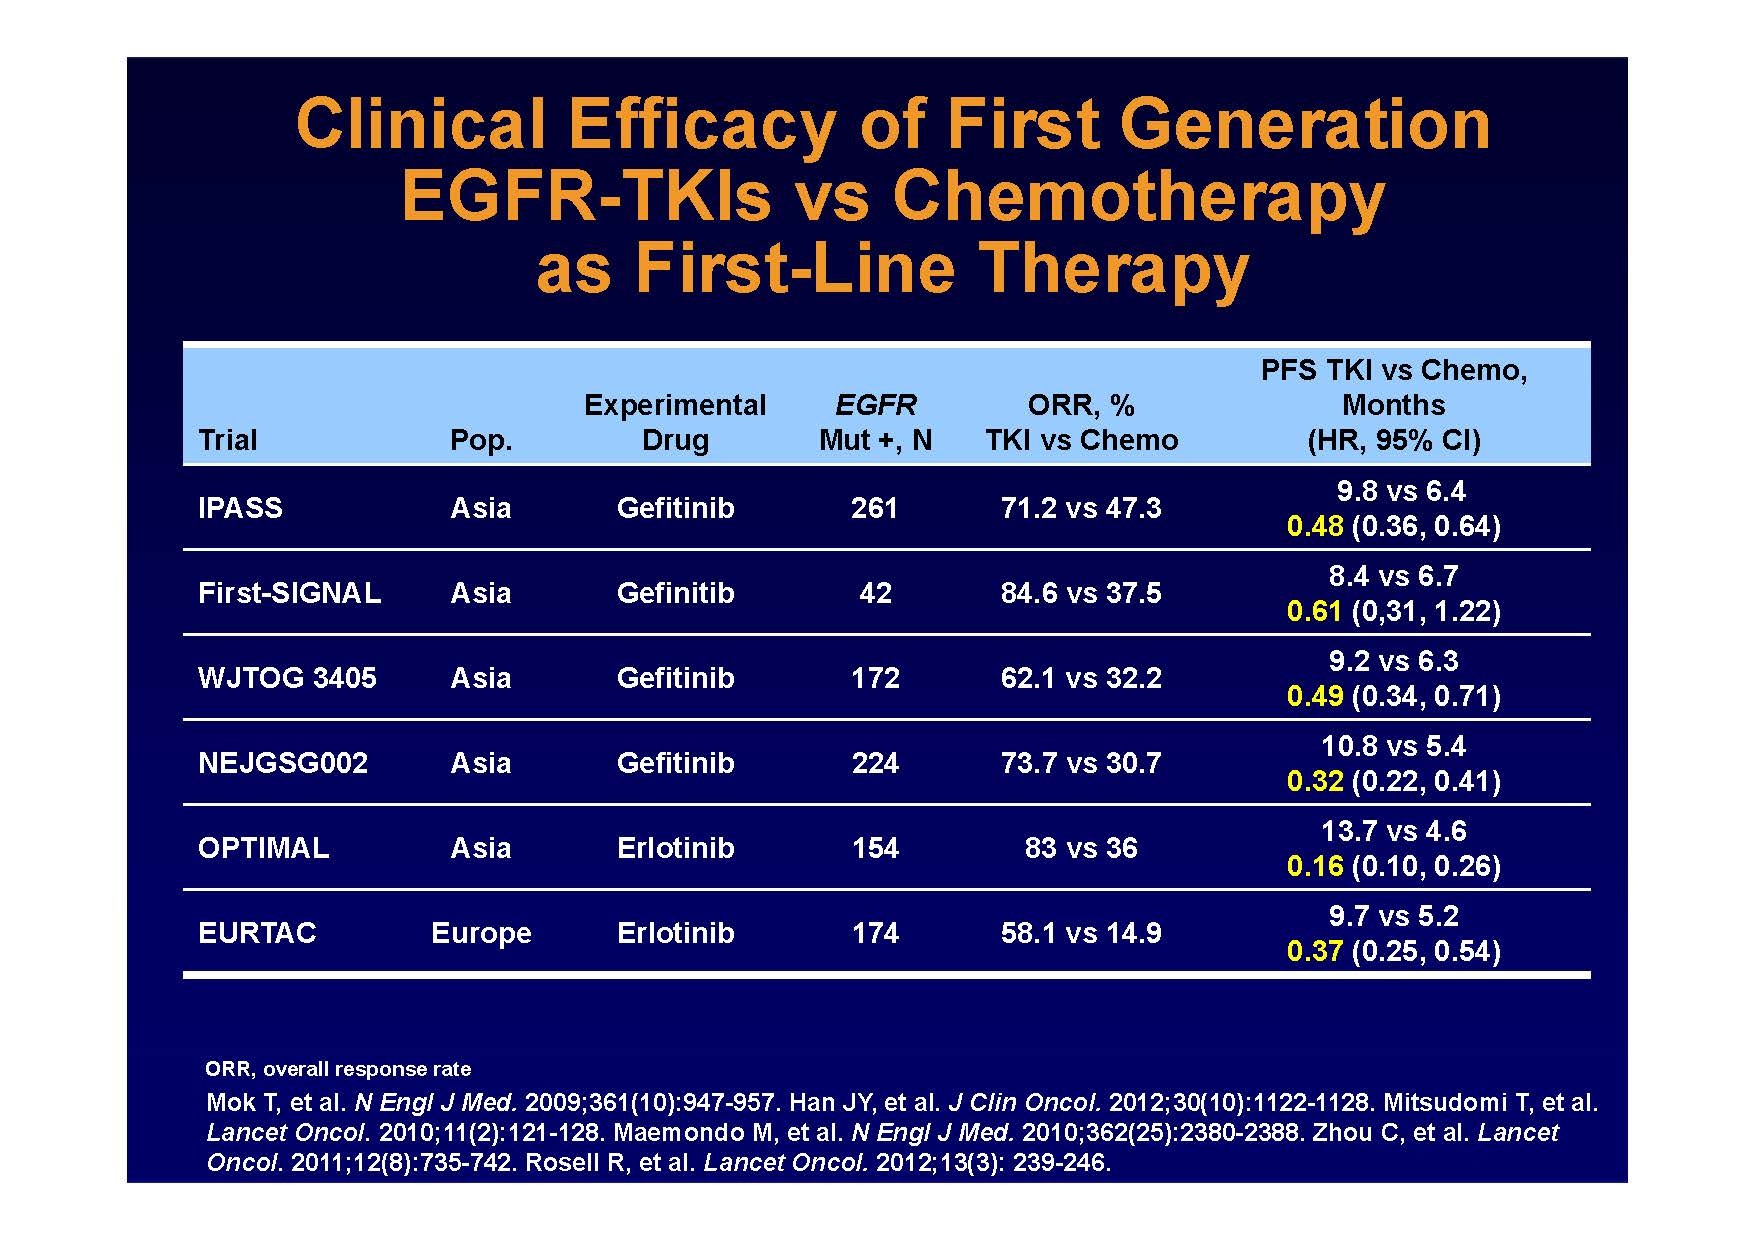 Clinical Efficacy of First Generation
EGFR-TKIs vs Chemotherapy
as First-Line Therapy
Trial Pop. Experimental Drug EGFR Mut +, N ORR, % TKI vs Chemo PFS TKI vs Chemo, Months (HR, 95% CI)
IPASS Asia Gefitinib 261 71.2 vs 47.3 9.8 vs 6.4
0.48 (0.36, 0.64)
First-SIGNAL Asia Gefinitib 42 84.6 vs 37.5 8.4 vs 6.7
0.61 (0,31, 1.22)
WJTOG 3405 Asia Gefitinib 172 62.1 vs 32.2 9.2 vs 6.3
0.49 (0.34, 0.71)
NEJGSG002 Asia Gefitinib 224 73.7 vs 30.7 10.8 vs 5.4
0.32 (0.22, 0.41)
OPTIMAL Asia Erlotinib 154 83 vs 36 13.7 vs 4.6
0.16 (0.10, 0.26)
EURTAC Europe Erlotinib 174 58.1 vs 14.9 9.7 vs 5.2
0.37 (0.25, 0.54)
ORR, overall response rate
Mok T, et al. N Engl J Med. 2009;361(10):947-957. Han JY, et al. J Clin Oncol. 2012;30(10):1122-1128. Mitsudomi T, et al.
Lancet Oncol. 2010;11(2):121-128. Maemondo M, et al. N Engl J Med. 2010;362(25):2380-2388. Zhou C, et al. Lancet
Oncol. 2011;12(8):735-742. Rosell R, et al. Lancet Oncol. 2012;13(3): 239-246.